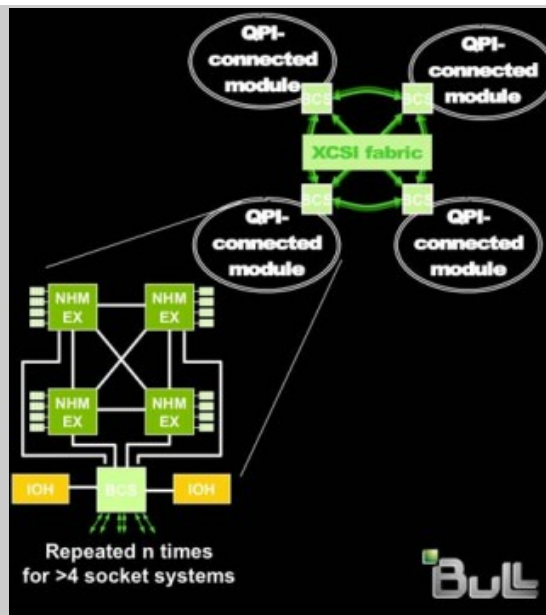 QPI-
connected
module
BCS
QPI-
connected
module
BCS
XCSI fabric
BCS
QPI-
connected
module
BCS
QPI-
connected
module
NHM
EX
NHM
EX
NHM
EX
NHM
EX
IOH
BCS
IOH
Repeated n times
for >4 socket systems
Bull